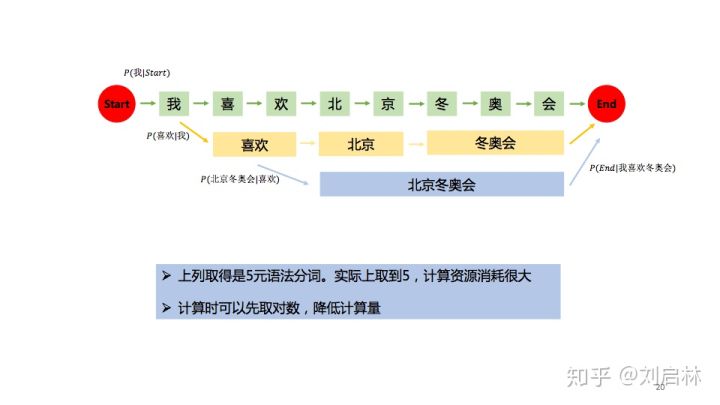 P(我|Start)
Start 我 喜 欢 北 京 冬 奥 会 End
P(喜欢|我)
喜欢 北京 冬奥会
P(北京冬奥会|喜欢)
北京冬奥会
P(End|我喜欢冬奥会)
➢ 上列取得是5元语法分词。实际上取到5，计算资源消耗很大
➢ 计算时可以先取对数，降低计算量
知乎 @刘启林
20